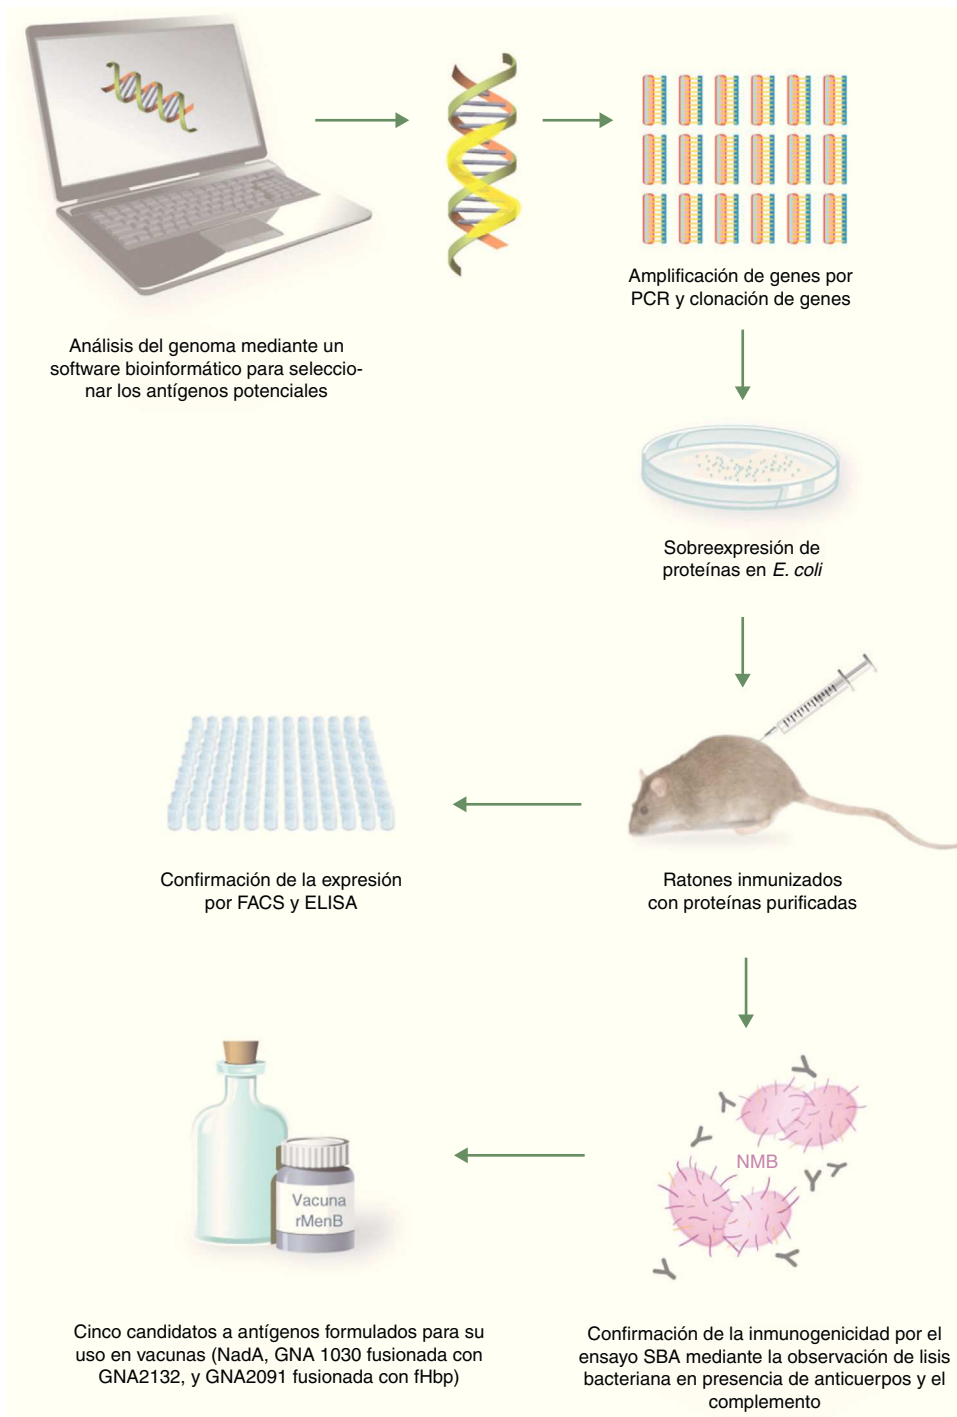 Análisis del genoma mediante un
software bioinformático para seleccio-
nar los antígenos potenciales
Amplificación de genes por
PCR y clonación de genes
Sobreexpresión de
proteínas en E. coli
Ratones inmunizados
con proteínas purificadas
Confirmación de la expresión
por FACS y ELISA
NMB
Confirmación de la inmunogenicidad por el
ensayo SBA mediante la observación de lisis
bacteriana en presencia de anticuerpos y el
complemento
Vacuna
rMenB
Cinco candidatos a antígenos formulados para su
uso en vacunas (NadA, GNA 1030 fusionada con
GNA2132, y GNA2091 fusionada con fHbp)